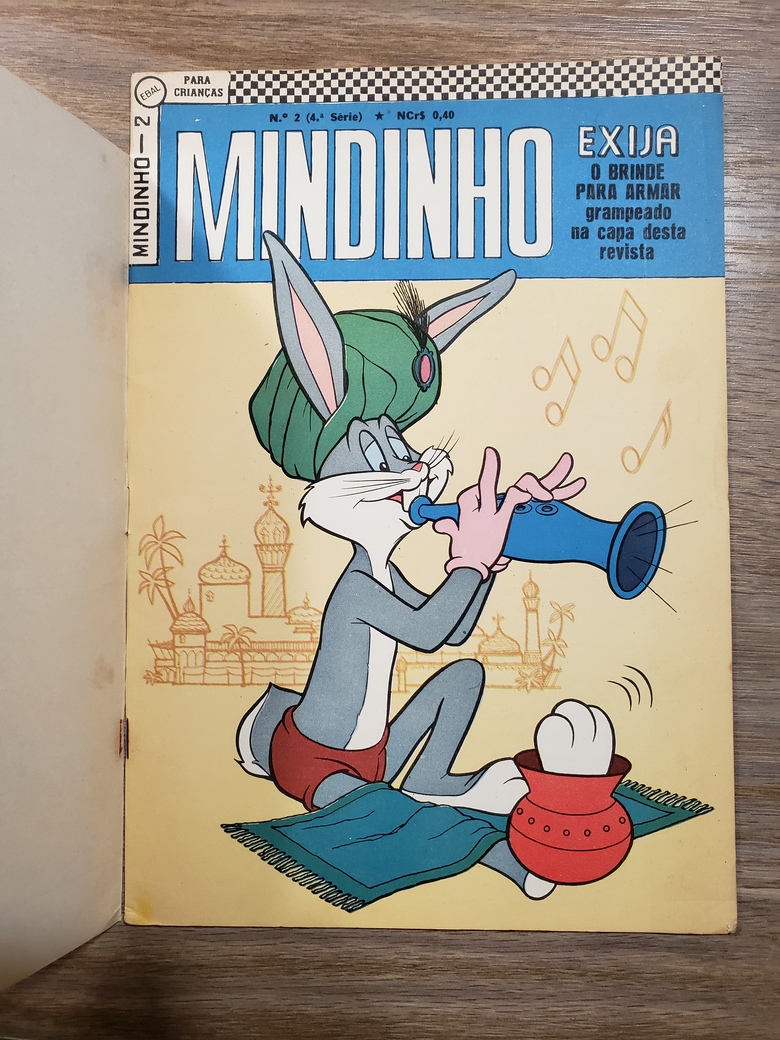 EBAL
PARA
CRIANÇAS
MINDINHO — 2
N.º 2 (4.ª Série) ★ NCr$ 0,40
MINDINHO
EXIJA
O BRINDE
PARA ARMAR
grampeado
na capa desta
revista